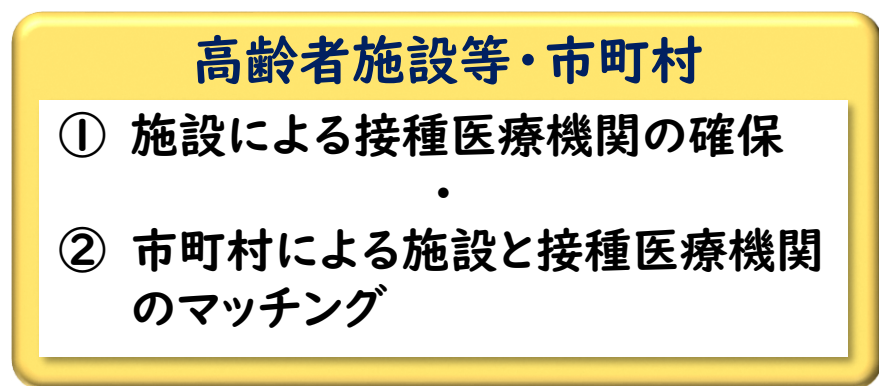 高齢者施設等・市町村
① 施設による接種医療機関の確保
・
② 市町村による施設と接種医療機関
のマッチング